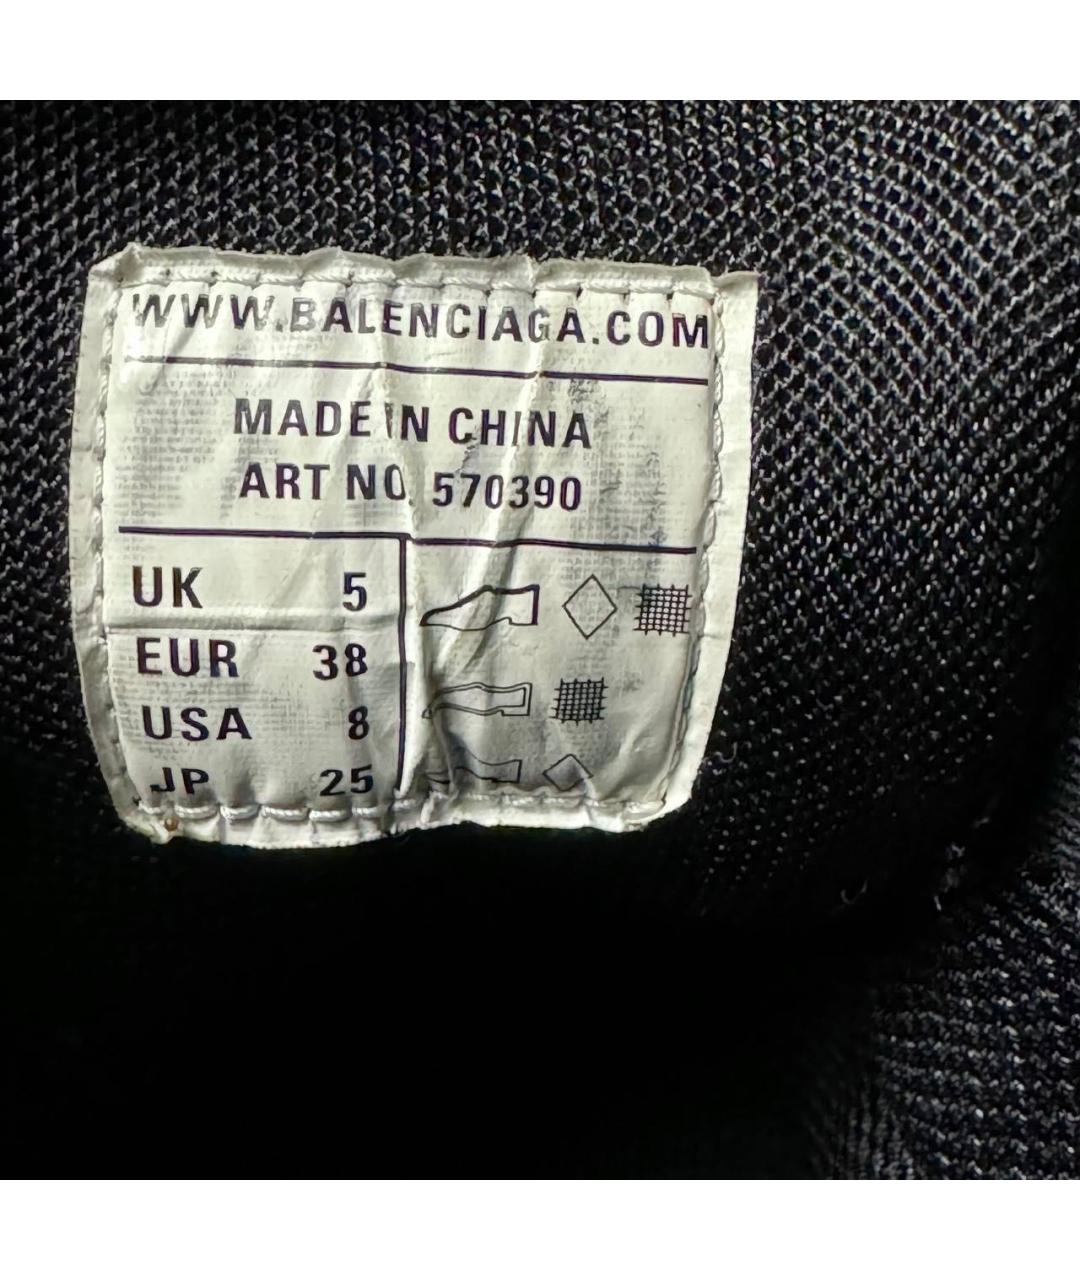 WWW.BALENCIAGA.COM
MADE IN CHINA
ART NO. 570390
UK 5
EUR 38
USA 8
JP 25